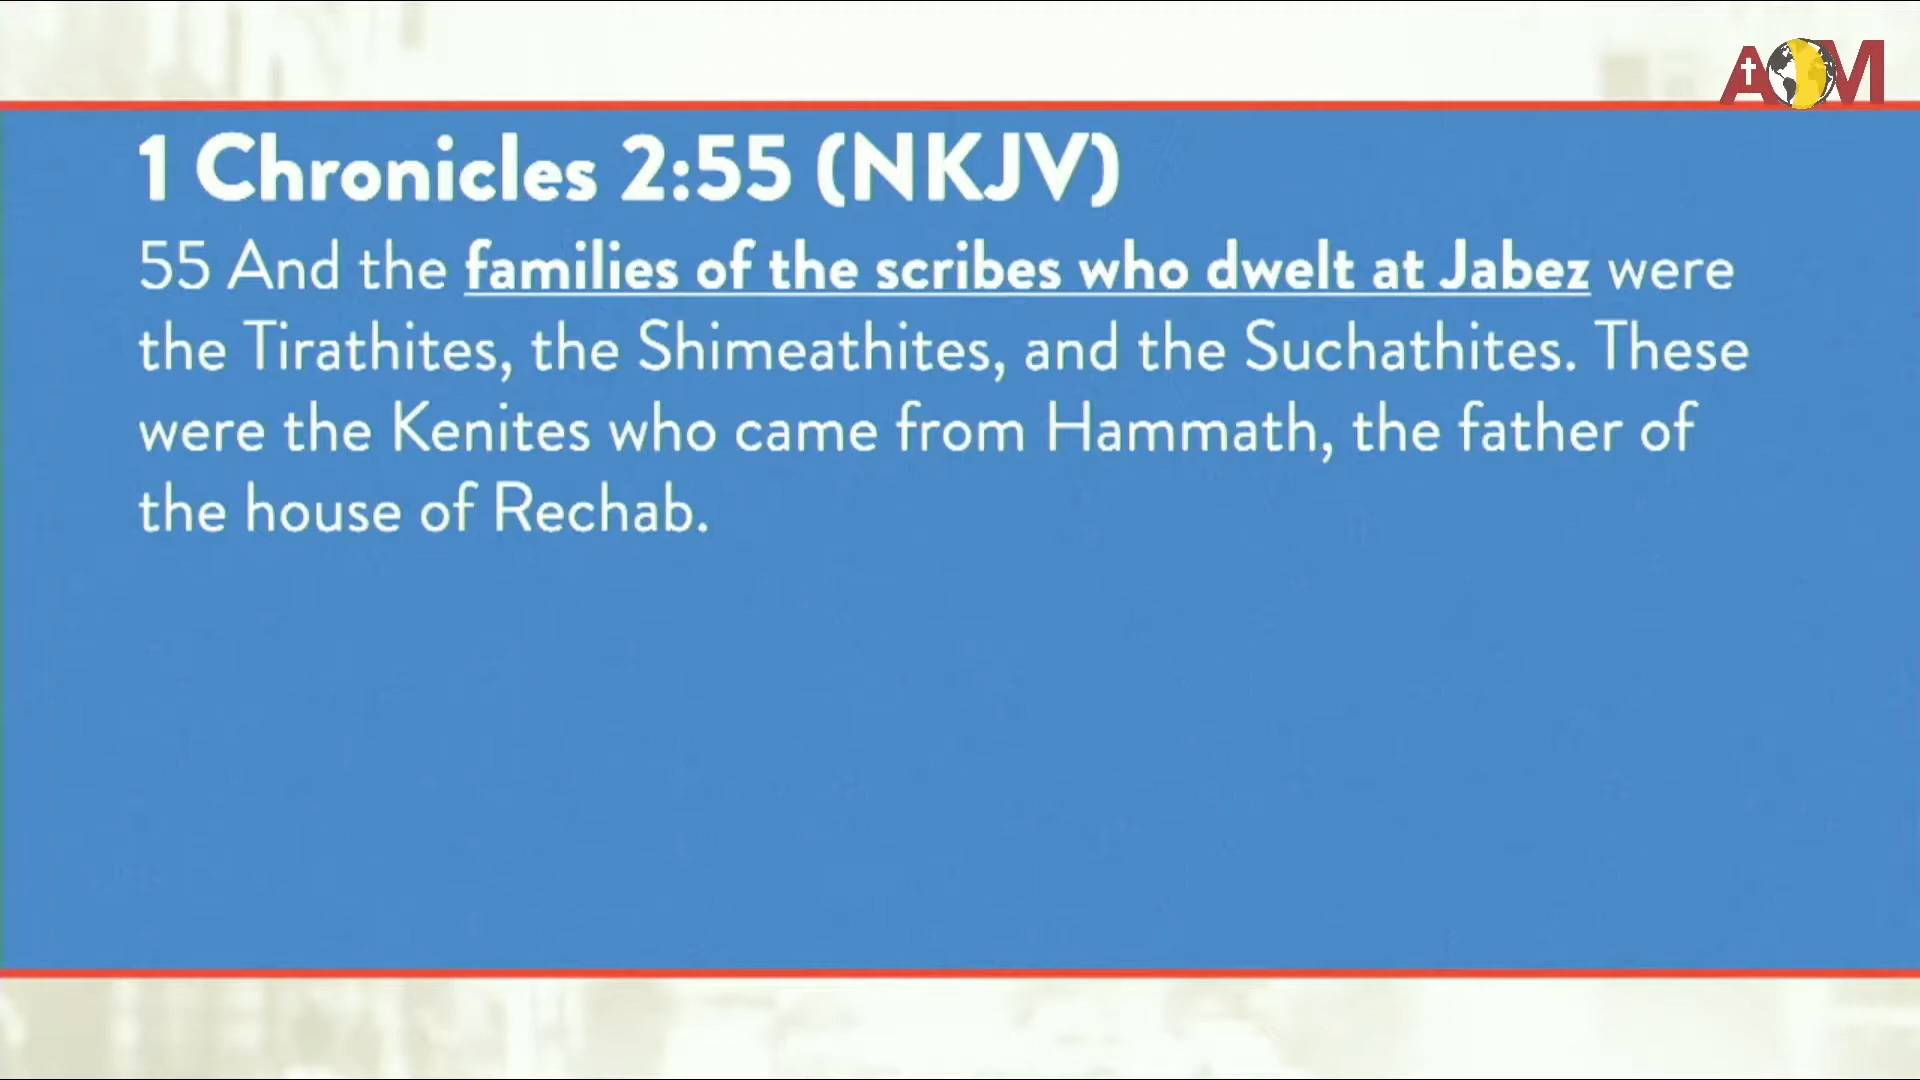 AOM
1 Chronicles 2:55 (NKJV)
55 And the families of the scribes who dwelt at Jabez were
the Tirathites, the Shimeathites, and the Suchathites. These
were the Kenites who came from Hammath, the father of
the house of Rechab.